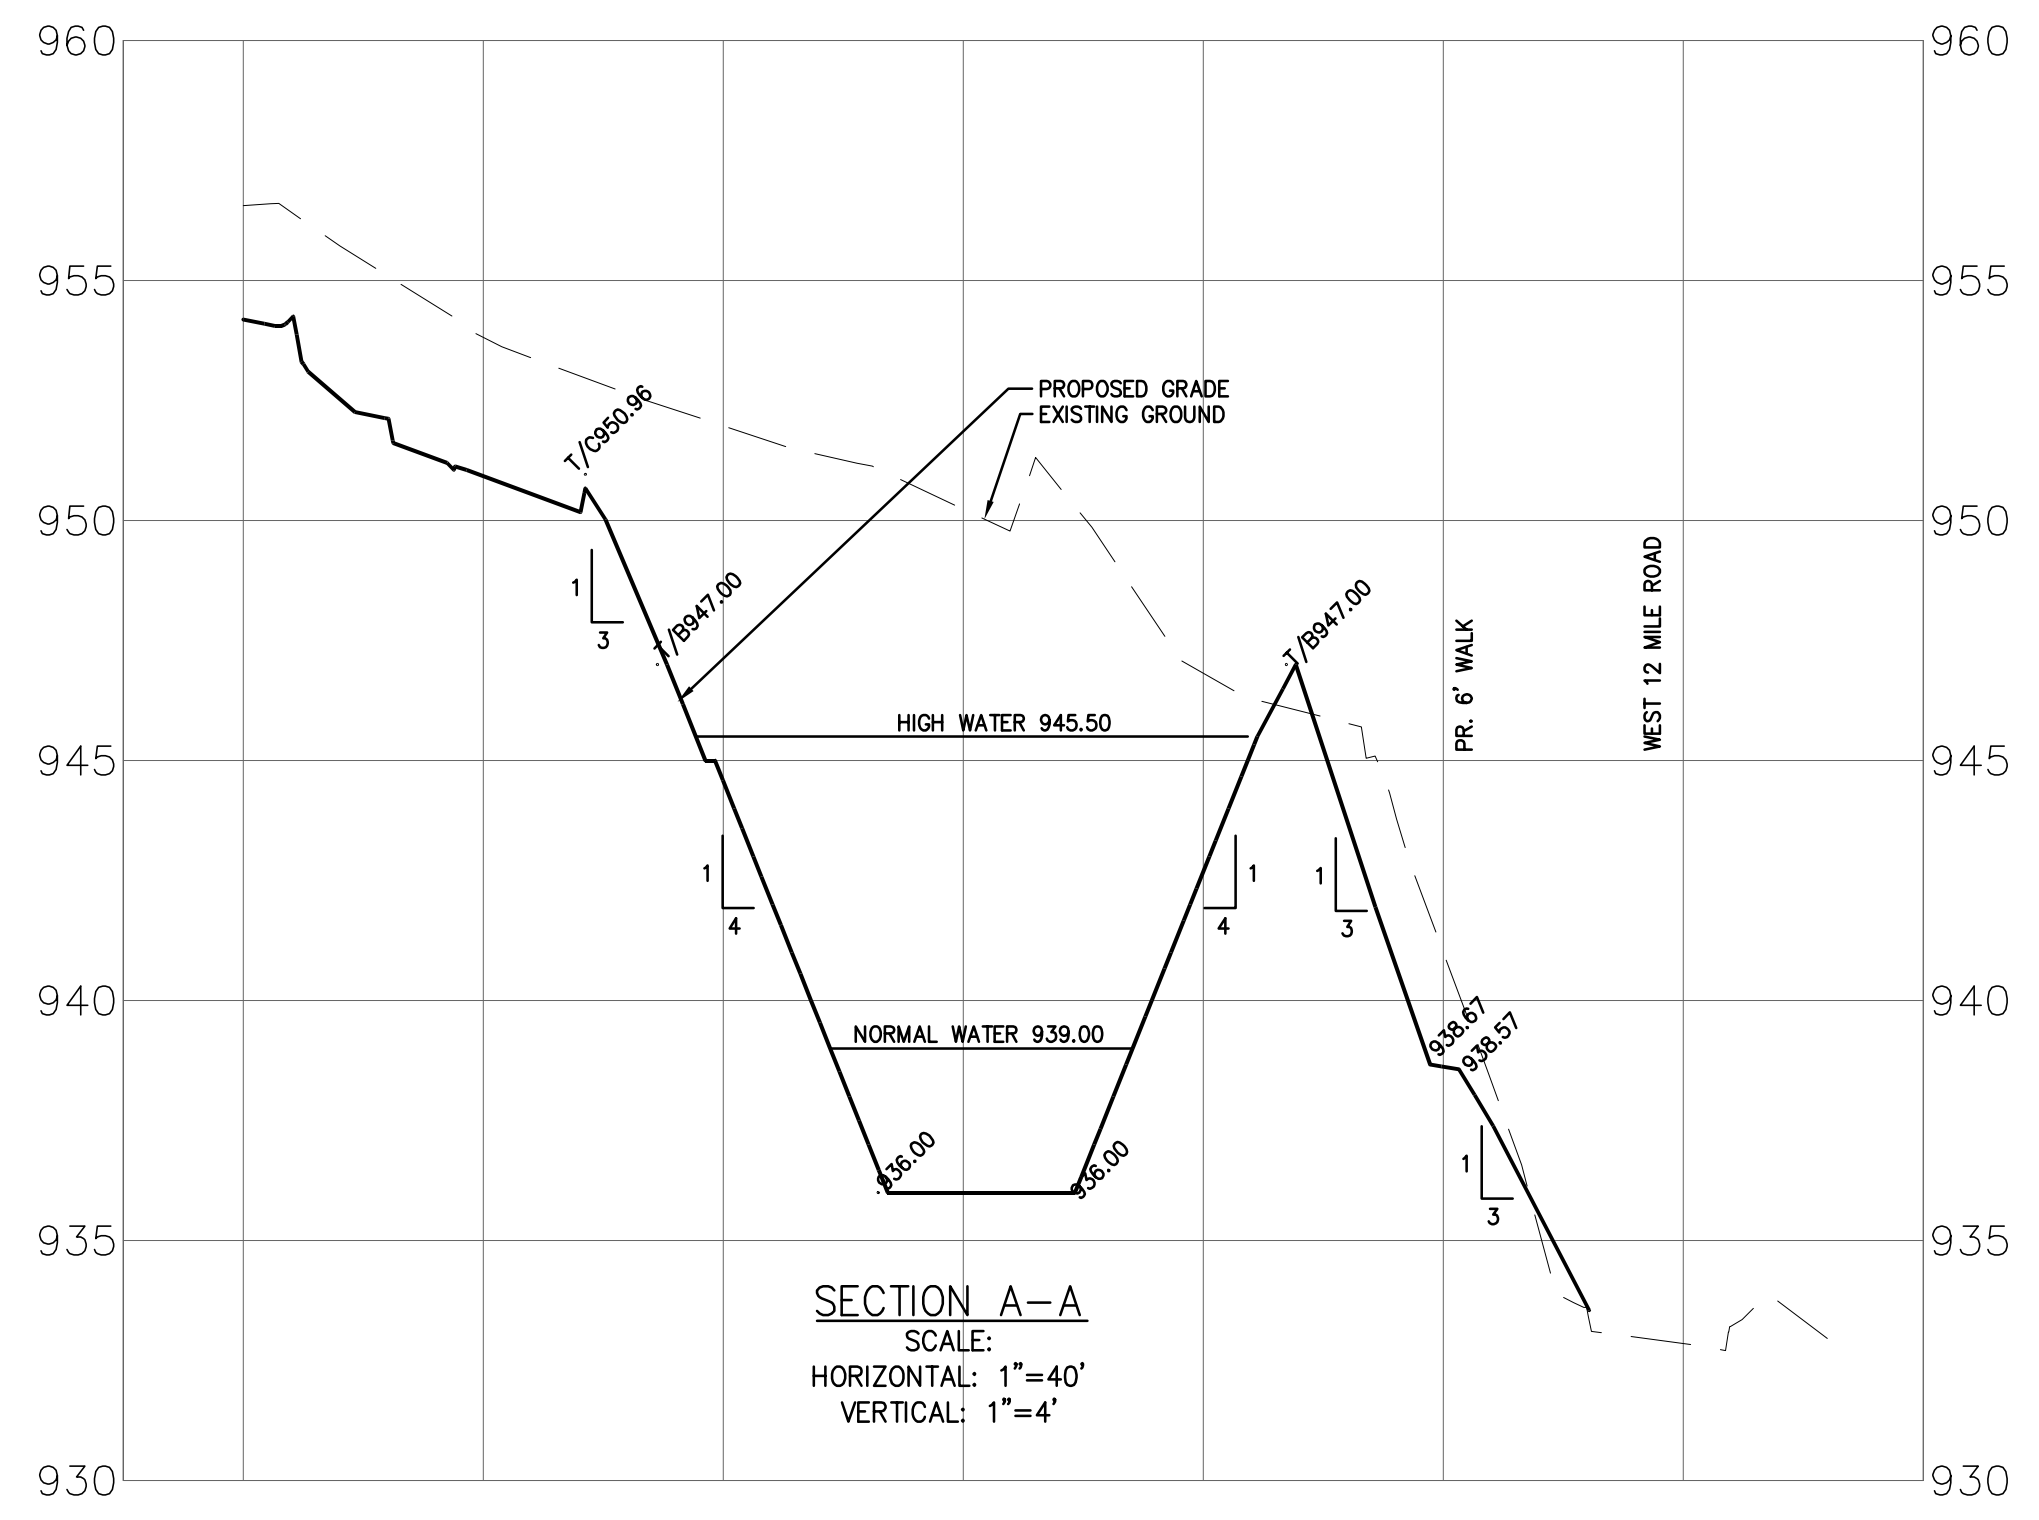 960 960
955 955
T/C950.96
PROPOSED GRADE
EXISTING GROUND
950 950
1
3
T/B947.00
T/B947.00
PR. 6' WALK
WEST 12 MILE ROAD
HIGH WATER 945.50
945 945
1
4
1
4
1
3
940 940
NORMAL WATER 939.00
938.67
938.57
936.00
936.00
1
3
935 935
SECTION A-A
SCALE:
HORIZONTAL: 1"=40'
VERTICAL: 1"=4'
930 930